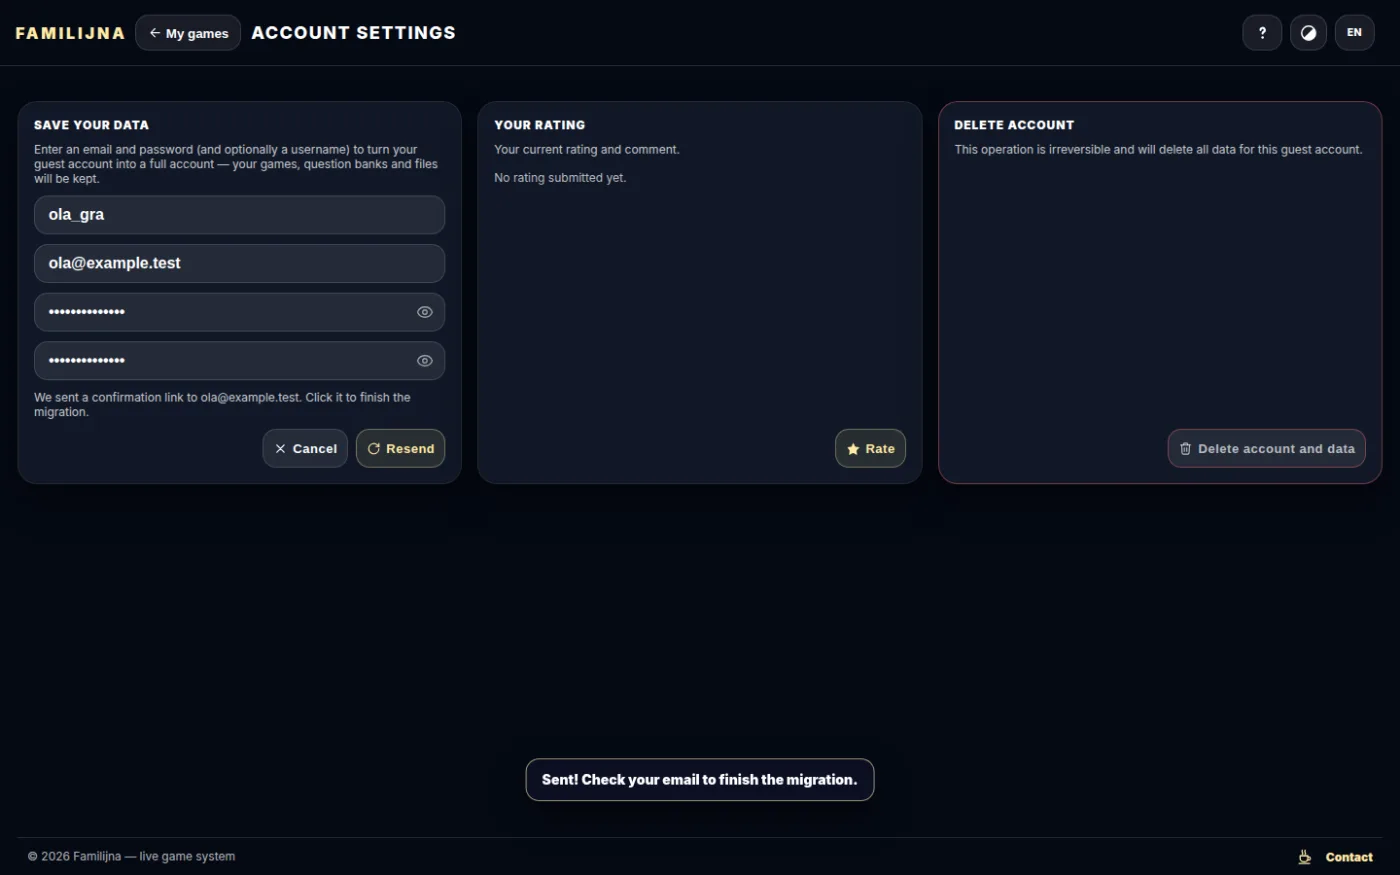 FAMILIJNA
← My games
ACCOUNT SETTINGS
?
EN
SAVE YOUR DATA
Enter an email and password (and optionally a username) to turn your
guest account into a full account — your games, question banks and files
will be kept.
ola_gra
ola@example.test
••••••••••••••
••••••••••••••
We sent a confirmation link to ola@example.test. Click it to finish the
migration.
Cancel
Resend
YOUR RATING
Your current rating and comment.
No rating submitted yet.
Rate
DELETE ACCOUNT
This operation is irreversible and will delete all data for this guest account.
Delete account and data
Sent! Check your email to finish the migration.
© 2026 Familijna — live game system
Contact